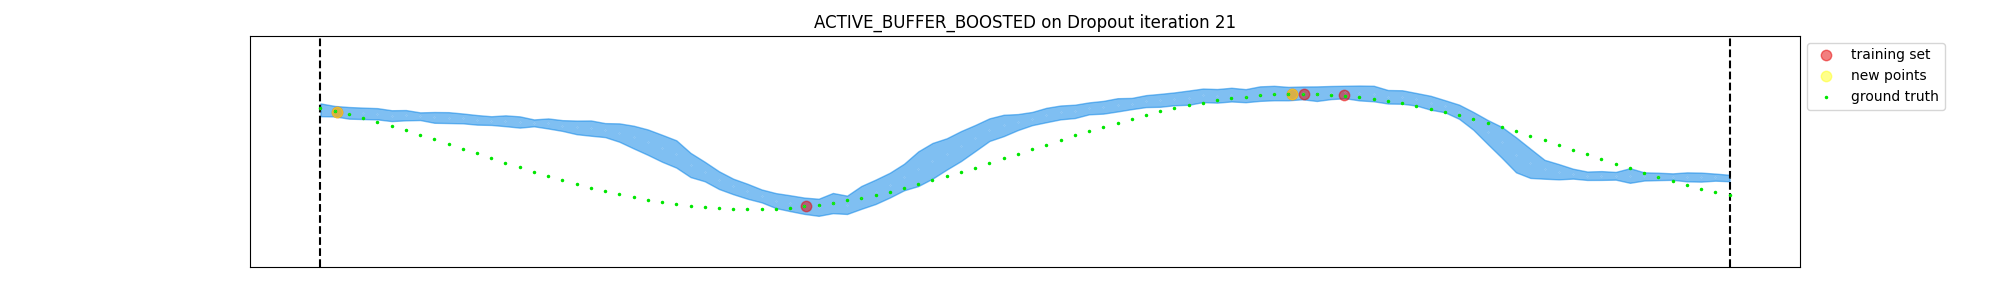 ACTIVE_BUFFER_BOOSTED on Dropout iteration 21
training set
new points
ground truth